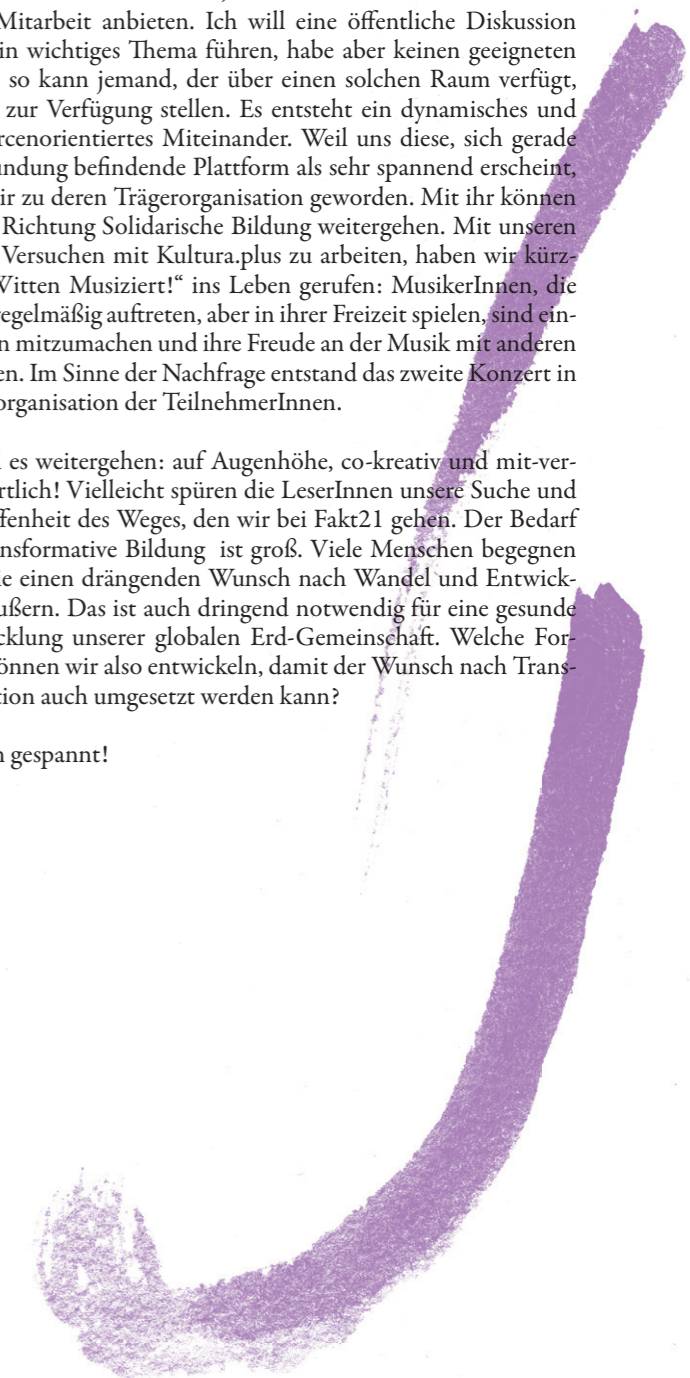 Mitarbeit anbieten. Ich will eine öffentliche Diskussion
in wichtiges Thema führen, habe aber keinen geeigneten
so kann jemand, der über einen solchen Raum verfügt,
zur Verfügung stellen. Es entsteht ein dynamisches und
rcenorientiertes Miteinander. Weil uns diese, sich gerade
ündung befindende Plattform als sehr spannend erscheint,
ir zu deren Trägerorganisation geworden. Mit ihr können
Richtung Solidarische Bildung weitergehen. Mit unseren
Versuchen mit Kultura.plus zu arbeiten, haben wir kürz-
Witten Musiziert!“ ins Leben gerufen: MusikerInnen, die
regelmäßig auftreten, aber in ihrer Freizeit spielen, sind ein-
n mitzumachen und ihre Freude an der Musik mit anderen
en. Im Sinne der Nachfrage entstand das zweite Konzert in
organisation der TeilnehmerInnen.
es weitergehen: auf Augenhöhe, co-kreativ und mit-ver-
rtlich! Vielleicht spüren die LeserInnen unsere Suche und
ffenheit des Weges, den wir bei Fakt21 gehen. Der Bedarf
ansformative Bildung ist groß. Viele Menschen begegnen
ie einen drängenden Wunsch nach Wandel und Entwick-
ußern. Das ist auch dringend notwendig für eine gesunde
cklung unserer globalen Erd-Gemeinschaft. Welche For-
önnen wir also entwickeln, damit der Wunsch nach Trans-
tion auch umgesetzt werden kann?
n gespannt!